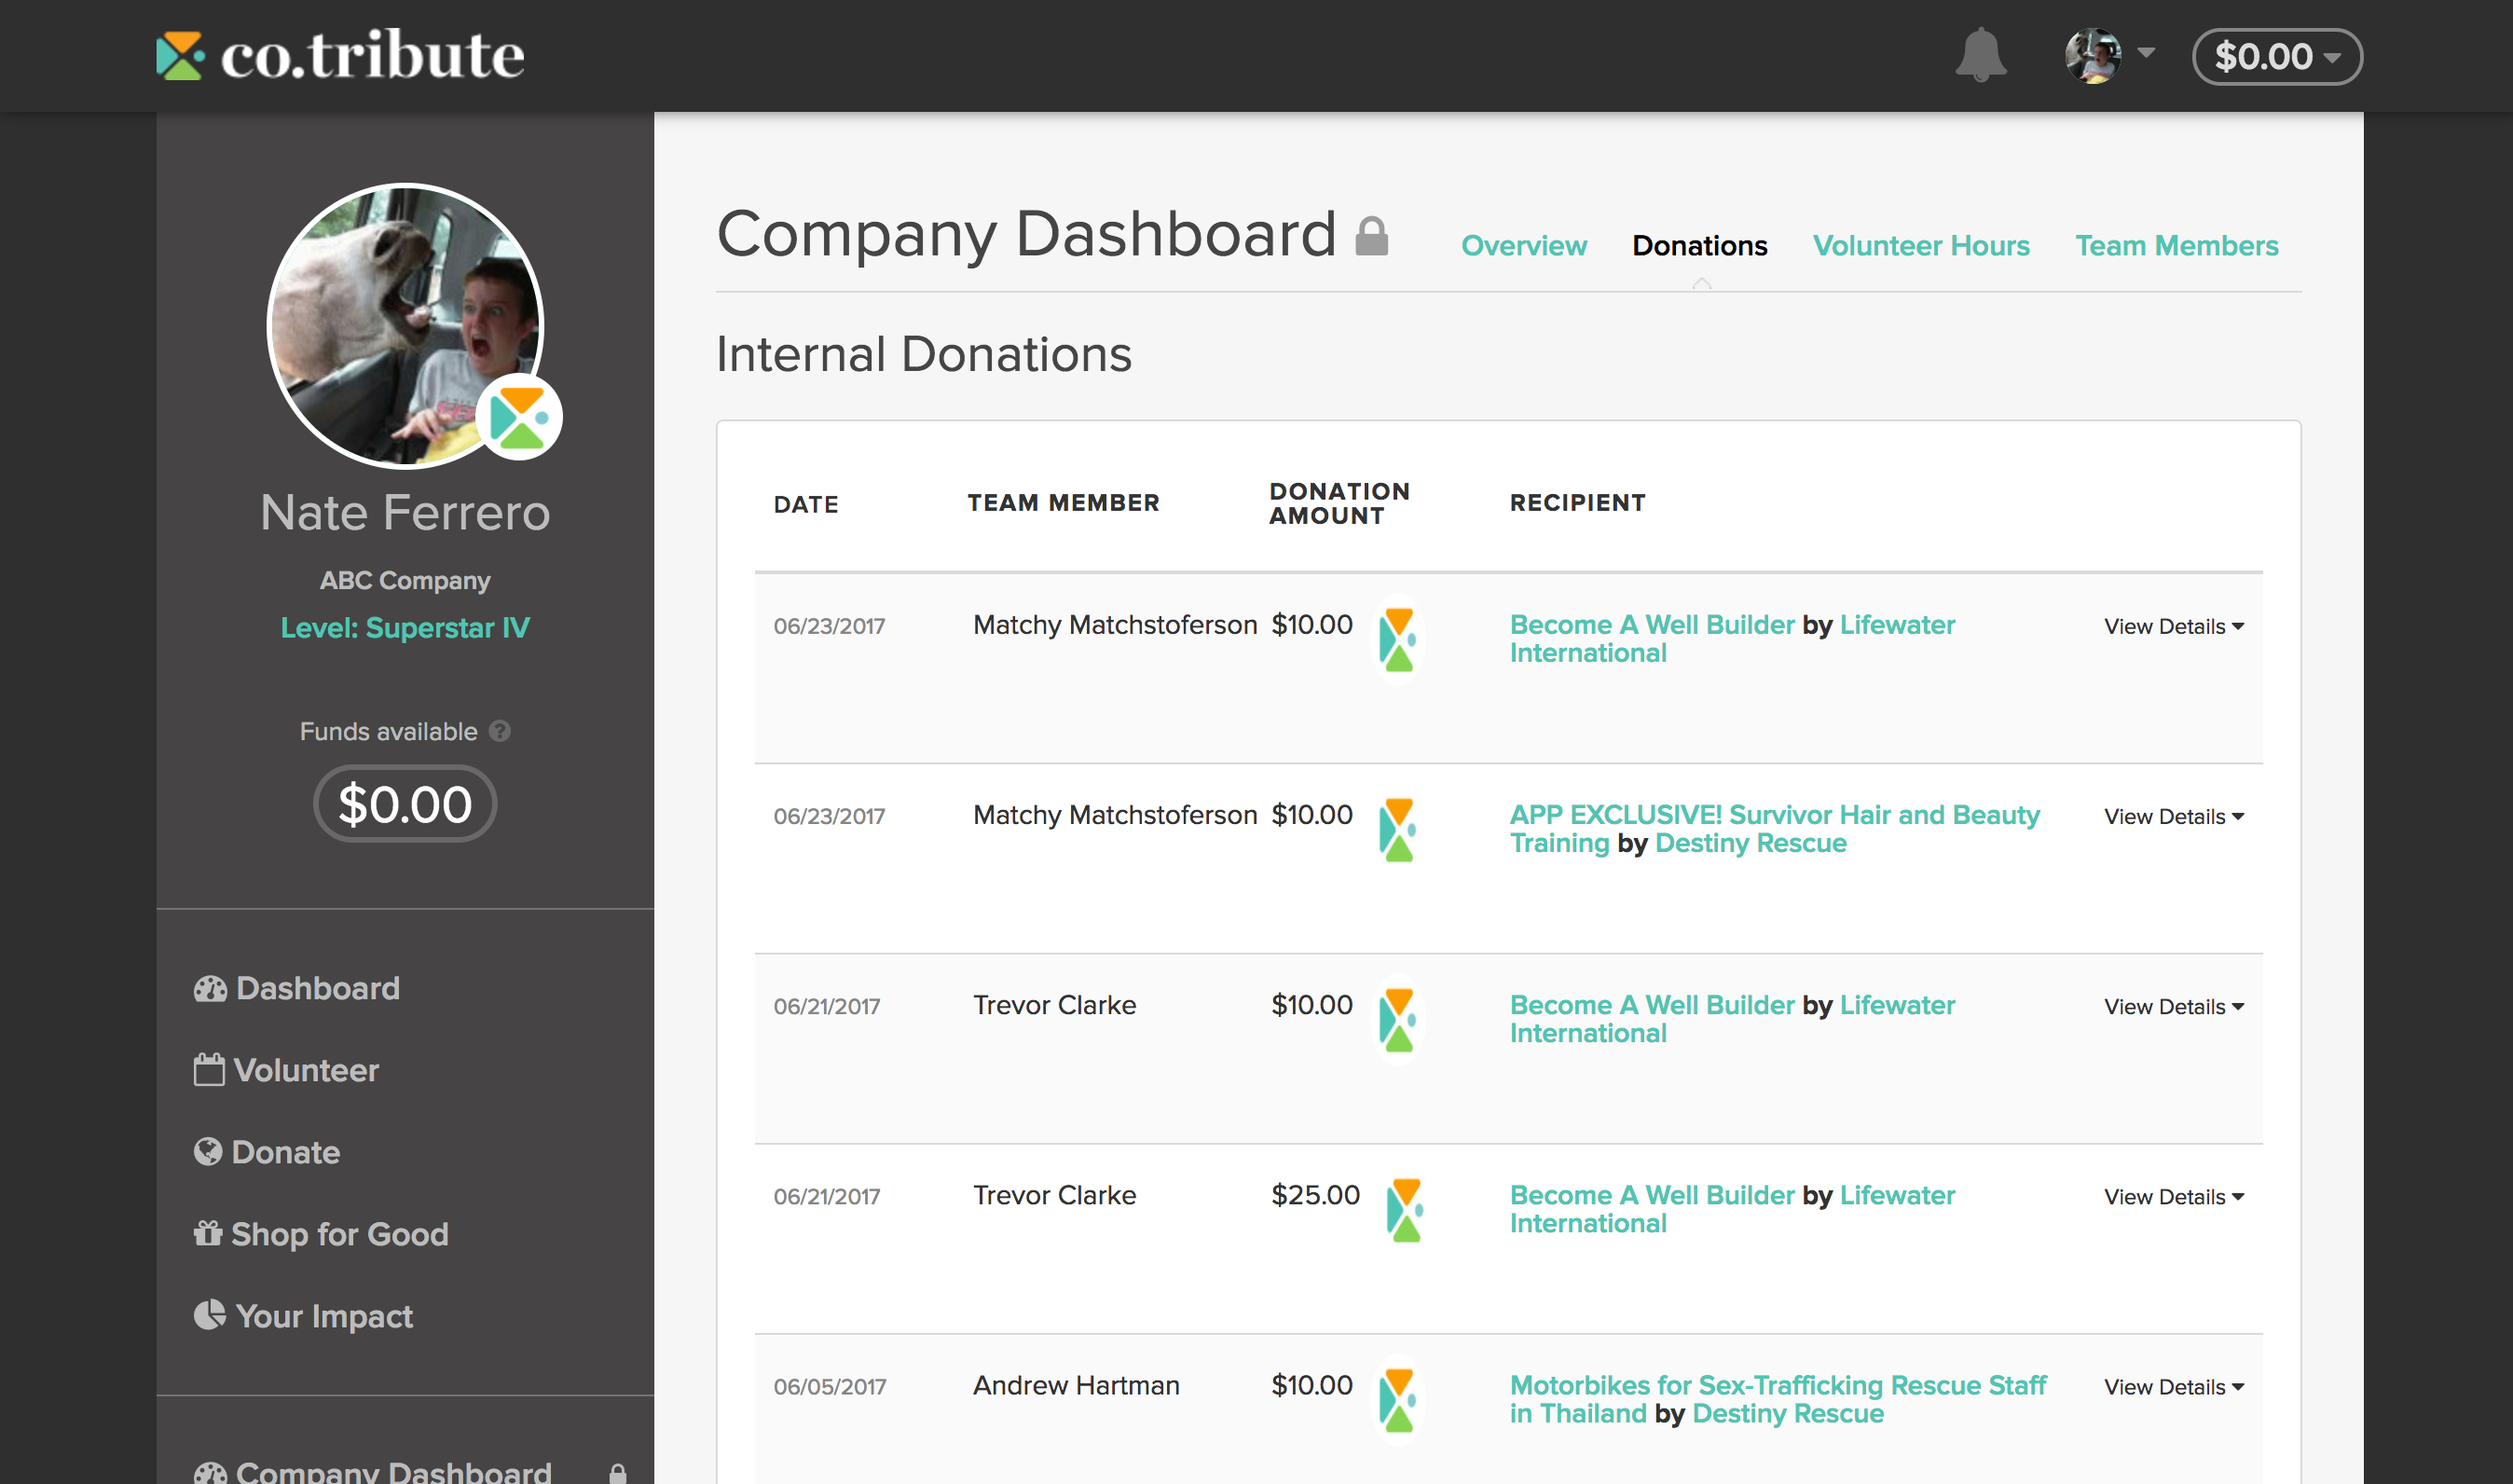 co.tribute
$0.00
Nate Ferrero
ABC Company
Level: Superstar IV
Funds available ?
$0.00
Dashboard
Volunteer
Donate
Shop for Good
Your Impact
Company Dashboard
Company Dashboard
Overview
Donations
Volunteer Hours
Team Members
Internal Donations
DATE
TEAM MEMBER
DONATION
AMOUNT
RECIPIENT
06/23/2017
Matchy Matchstoferson
$10.00
Become A Well Builder by Lifewater
International
View Details
06/23/2017
Matchy Matchstoferson
$10.00
APP EXCLUSIVE! Survivor Hair and Beauty
Training by Destiny Rescue
View Details
06/21/2017
Trevor Clarke
$10.00
Become A Well Builder by Lifewater
International
View Details
06/21/2017
Trevor Clarke
$25.00
Become A Well Builder by Lifewater
International
View Details
06/05/2017
Andrew Hartman
$10.00
Motorbikes for Sex-Trafficking Rescue Staff
in Thailand by Destiny Rescue
View Details